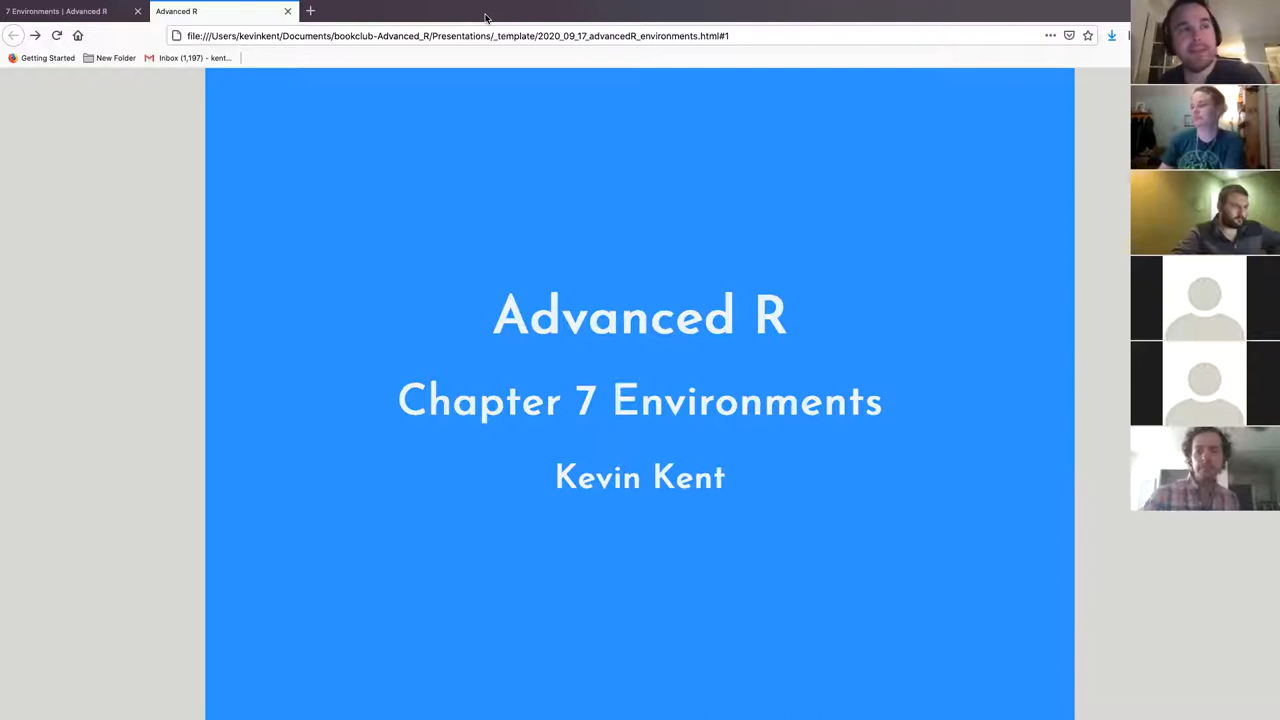 7 Environments | Advanced R
Advanced R
file:///Users/kevinkent/Documents/bookclub-Advanced_R/Presentations/_template/2020_09_17_advancedR_environments.html#1
Getting Started
New Folder
Inbox (1,197) - kent...
Advanced R
Chapter 7 Environments
Kevin Kent